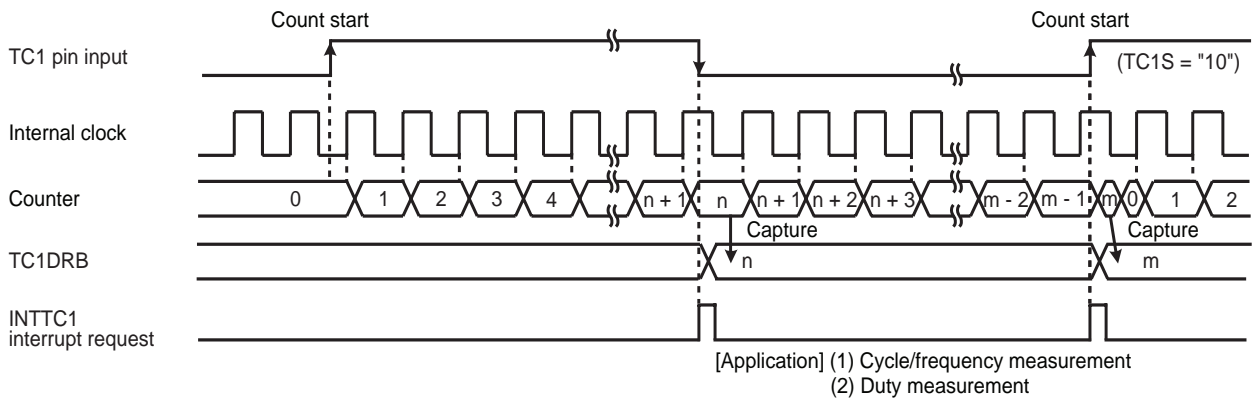 Count start Count start
TC1 pin input
(TC1S = "10")
Internal clock
Counter 0 1 2 3 4 n + 1 n n + 1 n + 2 n + 3 m - 2 m - 1 m 0 1 2
Capture Capture
TC1DRB n m
INTTC1
interrupt request
[Application] (1) Cycle/frequency measurement
(2) Duty measurement